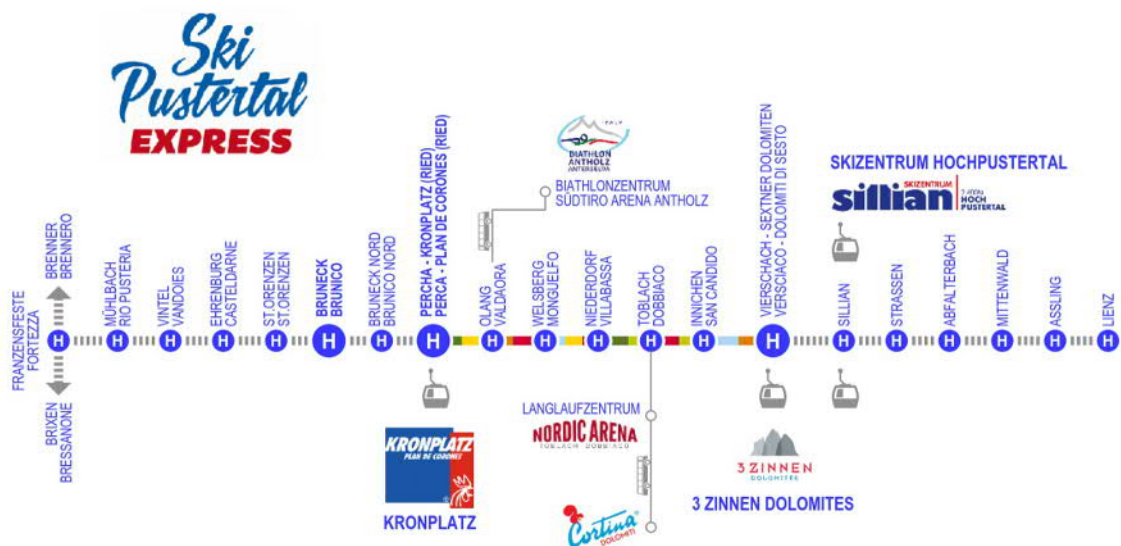 Ski
Pustertal
EXPRESS
ITALY
BIATHLON
ANTHOLZ
ANTERSELVA
BIATHLONZENTRUM
SÜDTIRO ARENA ANTHOLZ
SKIZENTRUM HOCHPUSTERTAL
SKIZENTRUM
sillian
HOCH
PUSTERTAL
FRANZENSFESTE
FORTEZZA
BRENNER
BRENNERO
BRIXEN
BRESSANONE
MÜHLBACH
RIO PUSTERIA
VINTEL
VANDOIES
EHRENBURG
CASTELDARNE
ST.ORENZEN
ST.ORENZEN
BRUNECK
BRUNICO
BRUNECK NORD
BRUNICO NORD
PERCHA - KRONPLATZ (RIED)
PERCA - PLAN DE CORONES (RIED)
OLANG
VALDAORA
WELSBERG
MONGUELFO
NIEDERDORF
VILLABASSA
TOBLACH
DOBBIACO
INNICHEN
SAN CANDIDO
VIERSCHACH - SEXTNER DOLOMITEN
VERSCIACO - DOLOMITI DI SESTO
SILLIAN
STRASSEN
ABFALTERBACH
MITTENWALD
ASSLING
LIENZ
H H H H H H H H H H H H H H H H H H H H
KRONPLATZ
PLAN DE CORONES
KRONPLATZ
LANGLAUFZENTRUM
NORDIC ARENA
TOBLACH DOBBIACO
Cortina
DOLOMITI
3 ZINNEN
DOLOMITES
3 ZINNEN DOLOMITES